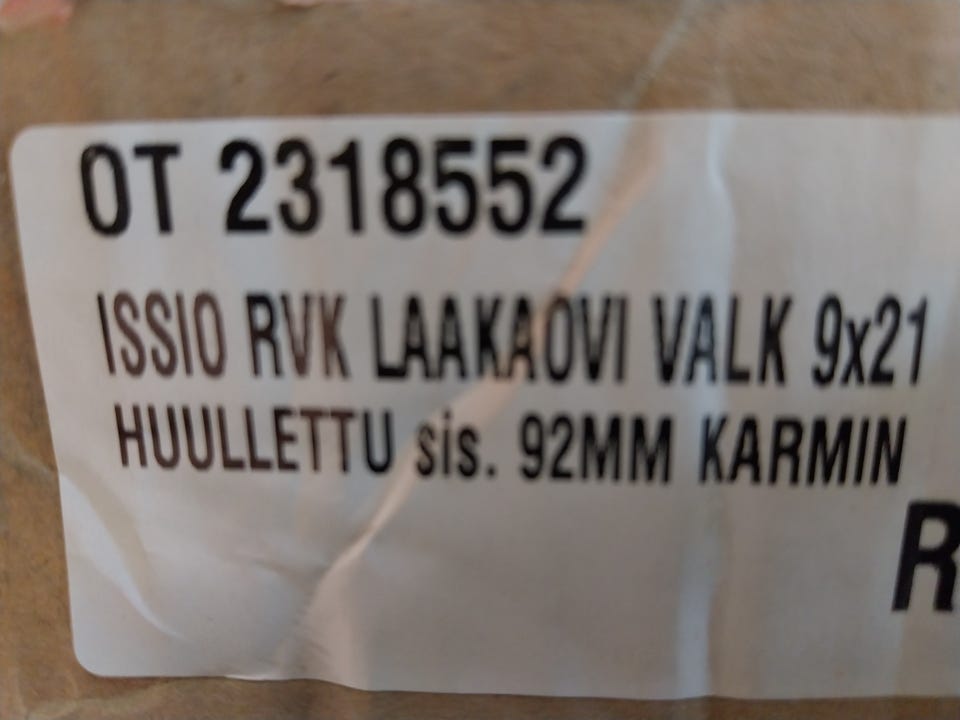 OT 2318552
ISSIO RVK LAAKAOVI VALK 9x21
HUULLETTU sis. 92MM KARMIN
R